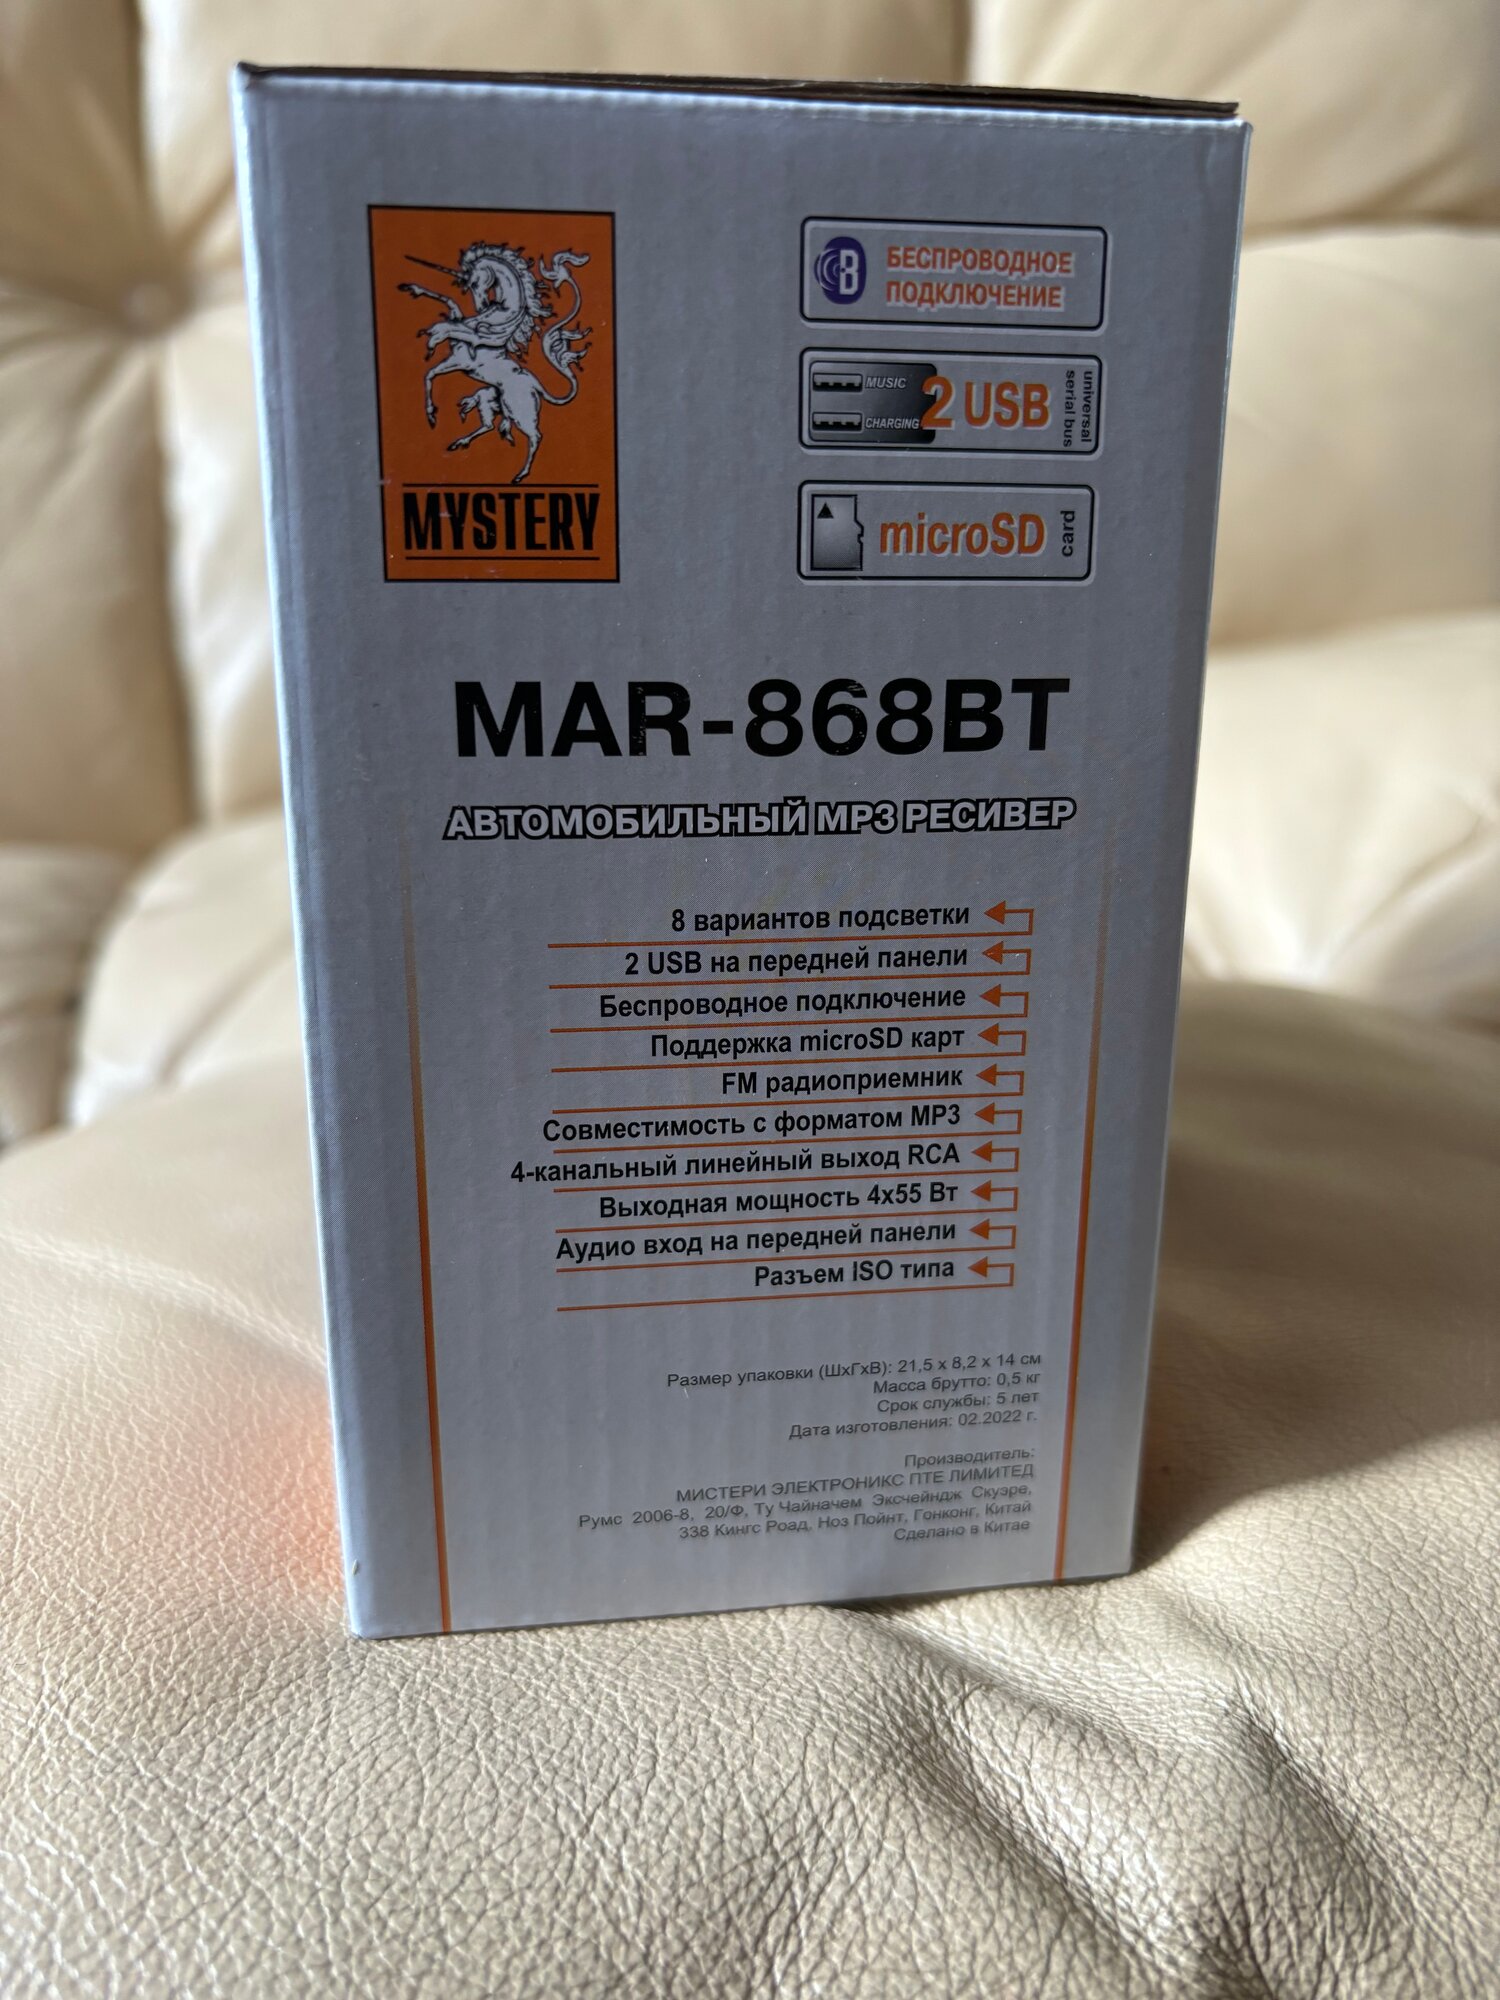 MYSTERY
B
БЕСПРОВОДНОЕ
ПОДКЛЮЧЕНИЕ
MUSIC
CHARGING
2 USB
universal
serial bus
microSD
card
MAR-868BT
АВТОМОБИЛЬНЫЙ MP3 РЕСИВЕР
8 вариантов подсветки
2 USB на передней панели
Беспроводное подключение
Поддержка microSD карт
FM радиоприемник
Совместимость с форматом MP3
4-канальный линейный выход RCA
Выходная мощность 4x55 Вт
Аудио вход на передней панели
Разъем ISO типа
Размер упаковки (ШхГхВ): 21,5 x 8,2 x 14 см
Масса брутто: 0,5 кг
Срок службы: 5 лет
Дата изготовления: 02.2022 г.
Производитель:
МИСТЕРИ ЭЛЕКТРОНИКС ПТЕ ЛИМИТЕД
Румс 2006-8, 20/Ф, Ту Чайначем Эксчейндж Скуэре,
338 Кингс Роад, Ноз Пойнт, Гонконг, Китай
Сделано в Китае